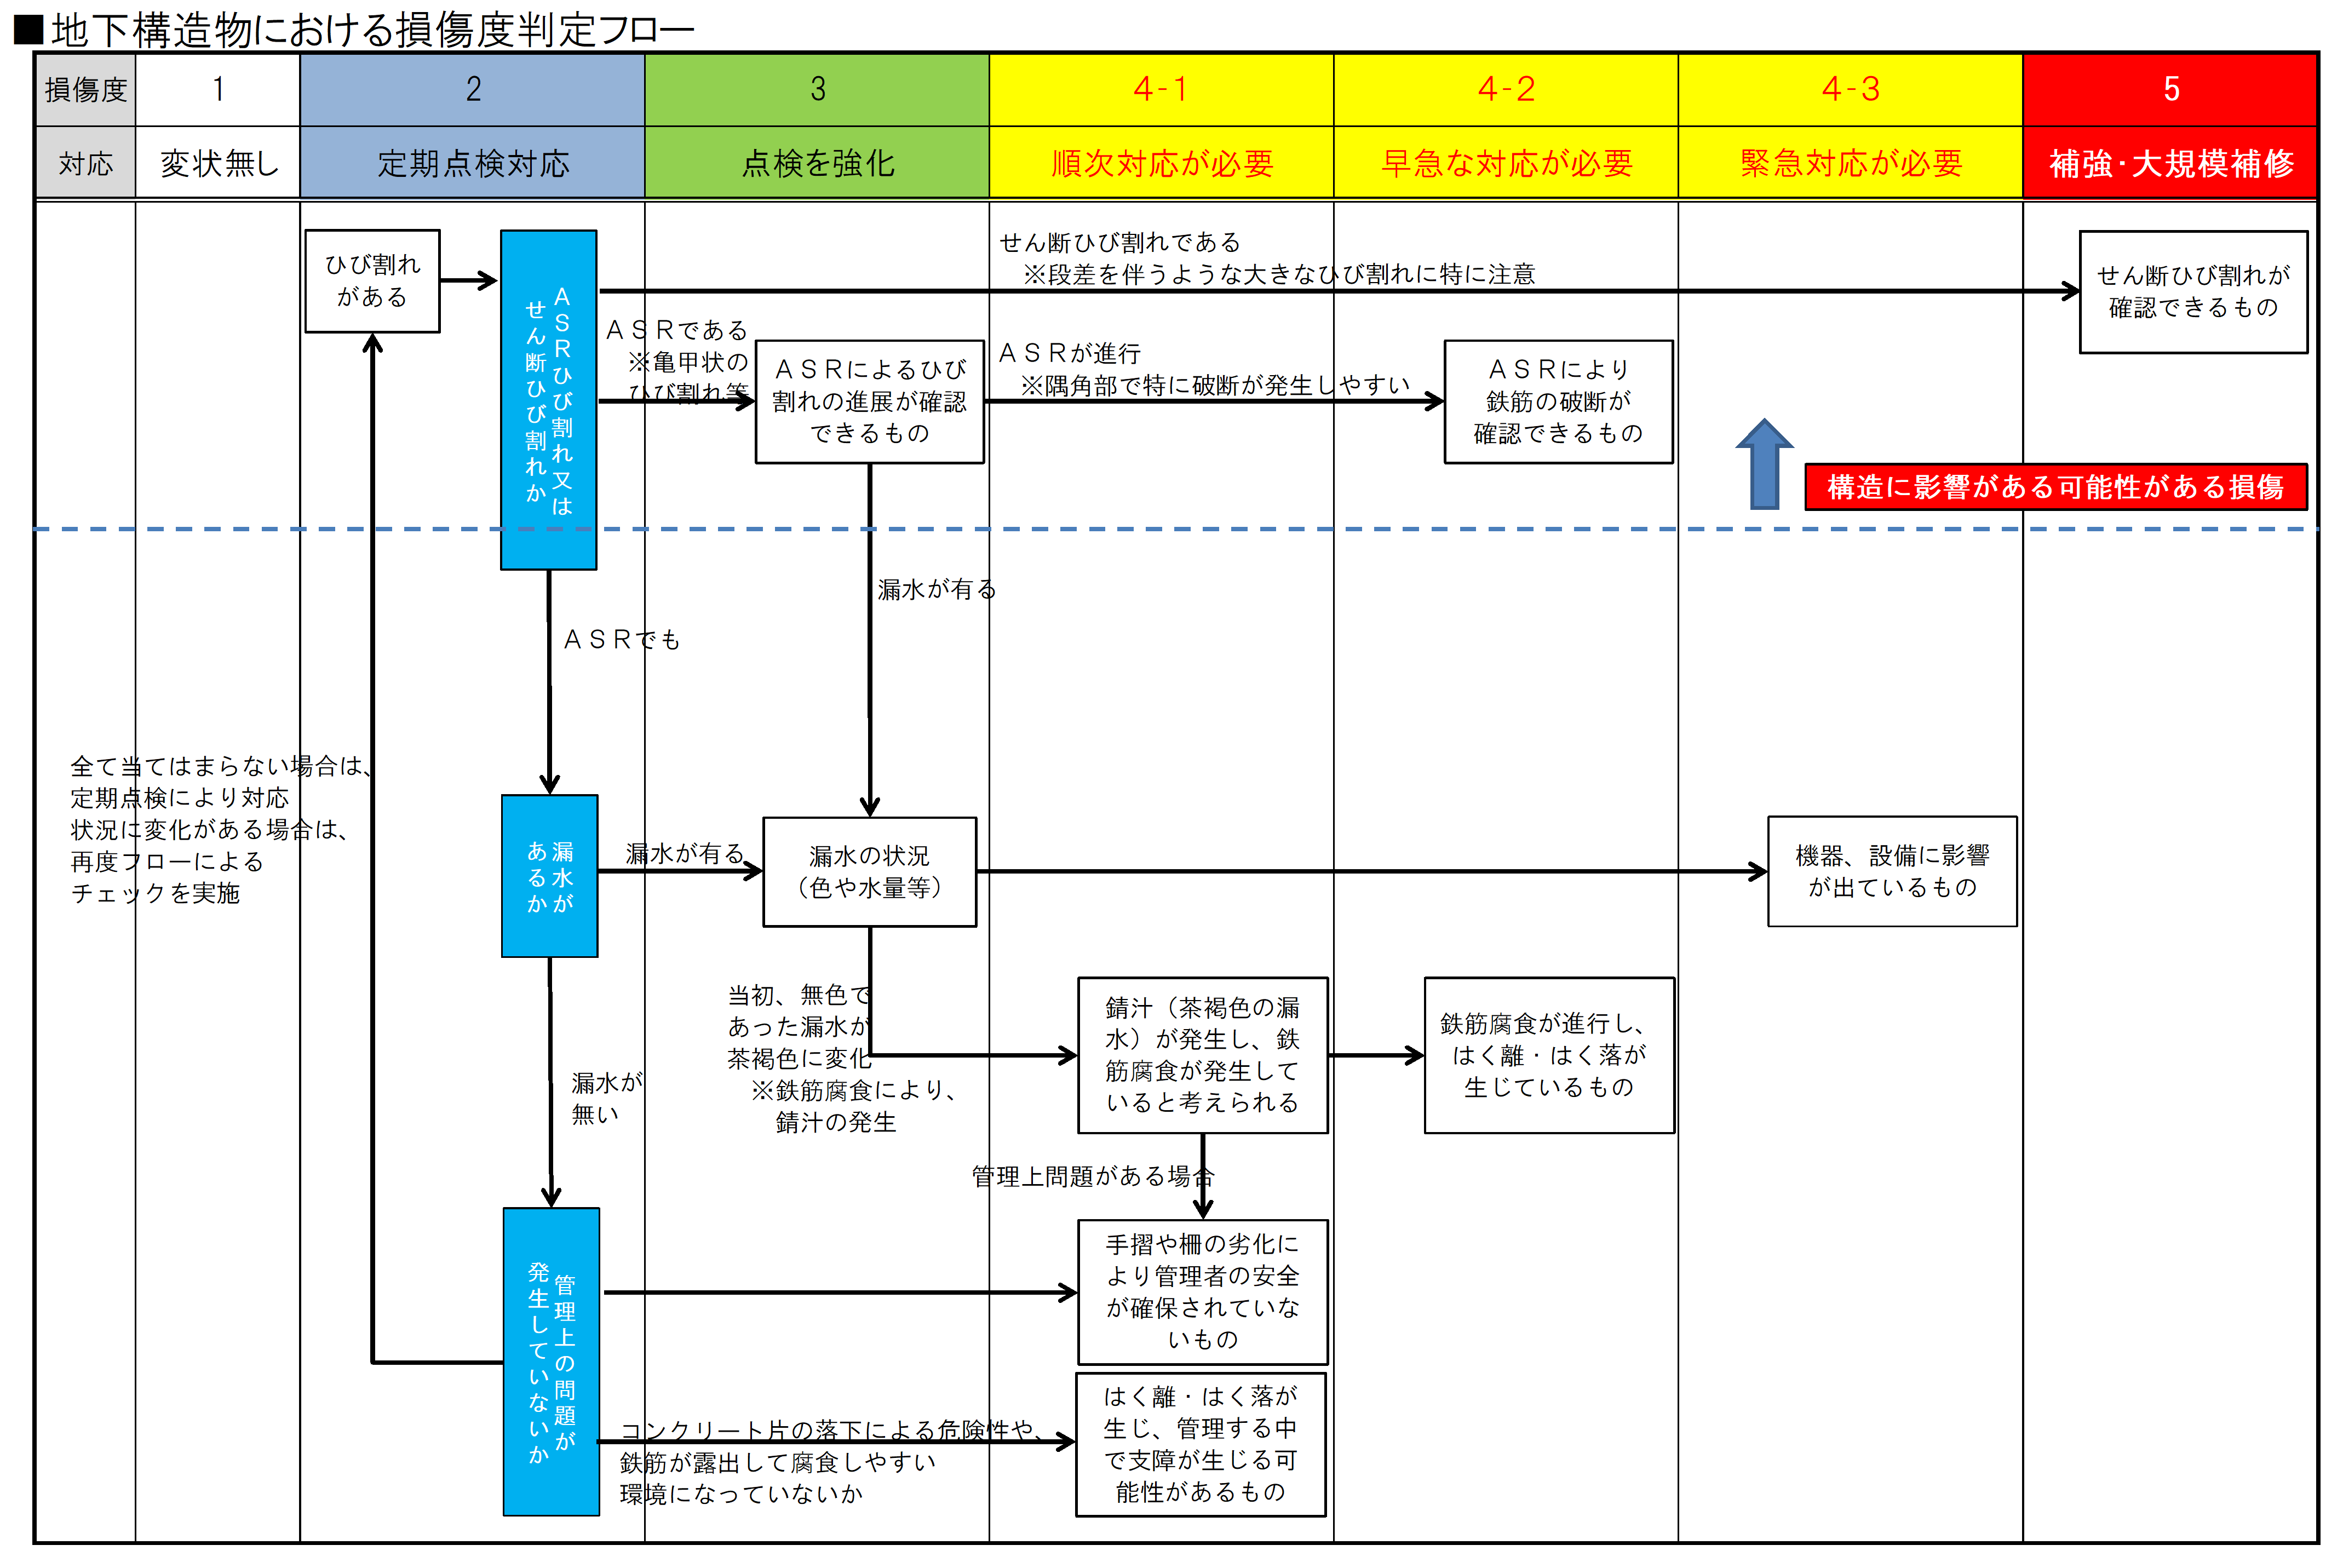 ■地下構造物における損傷度判定フロー
損傷度
1
2
3
4-1
4-2
4-3
5
対応
変状無し
定期点検対応
点検を強化
順次対応が必要
早急な対応が必要
緊急対応が必要
補強・大規模補修
ひび割れ
がある
ASRひび割れ又は
せん断ひび割れか
せん断ひび割れである
※段差を伴うような大きなひび割れに特に注意
せん断ひび割れが
確認できるもの
ASRである
※亀甲状の
ひび割れ等
ASRによるひび
割れの進展が確認
できるもの
ASRが進行
※隅角部で特に破断が発生しやすい
ASRにより
鉄筋の破断が
確認できるもの
構造に影響がある可能性がある損傷
漏水が有る
ASRでも
全て当てはまらない場合は、
定期点検により対応
状況に変化がある場合は、
再度フローによる
チェックを実施
漏水が
あるか
漏水が有る
漏水の状況
（色や水量等）
機器、設備に影響
が出ているもの
当初、無色で
あった漏水が
茶褐色に変化
※鉄筋腐食により、
錆汁の発生
錆汁（茶褐色の漏
水）が発生し、鉄
筋腐食が発生して
いると考えられる
鉄筋腐食が進行し、
はく離・はく落が
生じているもの
漏水が
無い
管理上問題がある場合
管理上の問題が
発生していないか
手摺や柵の劣化に
より管理者の安全
が確保されていな
いもの
コンクリート片の落下による危険性や、
鉄筋が露出して腐食しやすい
環境になっていないか
はく離・はく落が
生じ、管理する中
で支障が生じる可
能性があるもの